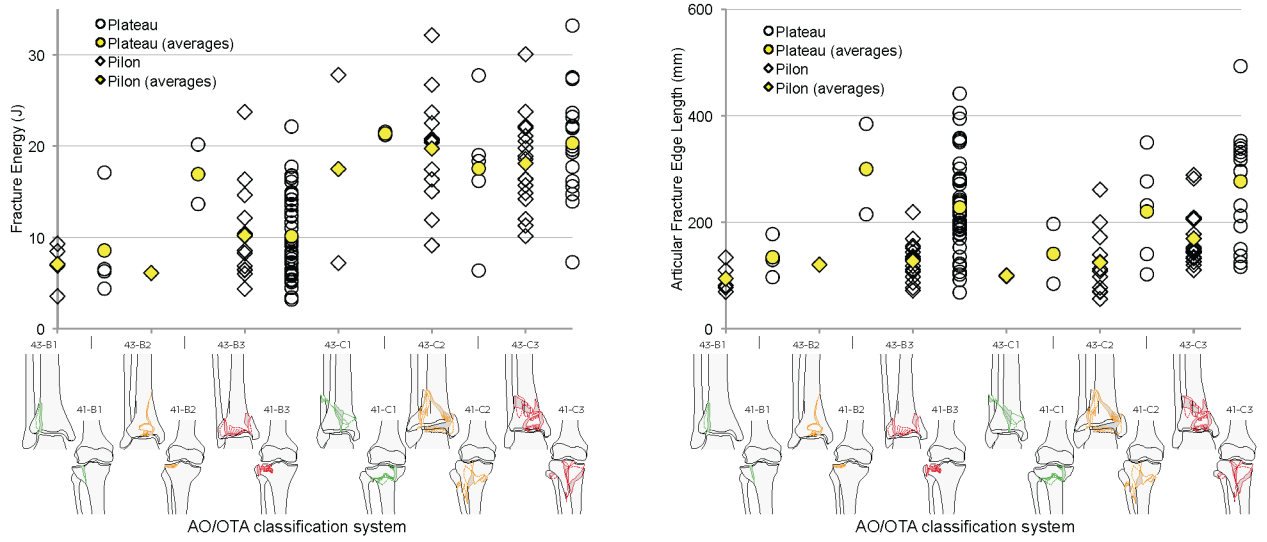 Fracture Energy (J)
30
20
10
0
Plateau
Plateau (averages)
Pilon
Pilon (averages)
43-B1
43-B2
43-B3
43-C1
43-C2
43-C3
41-B1
41-B2
41-B3
41-C1
41-C2
41-C3
AO/OTA classification system
Articular Fracture Edge Length (mm)
600
400
200
0
Plateau
Plateau (averages)
Pilon
Pilon (averages)
43-B1
43-B2
43-B3
43-C1
43-C2
43-C3
41-B1
41-B2
41-B3
41-C1
41-C2
41-C3
AO/OTA classification system